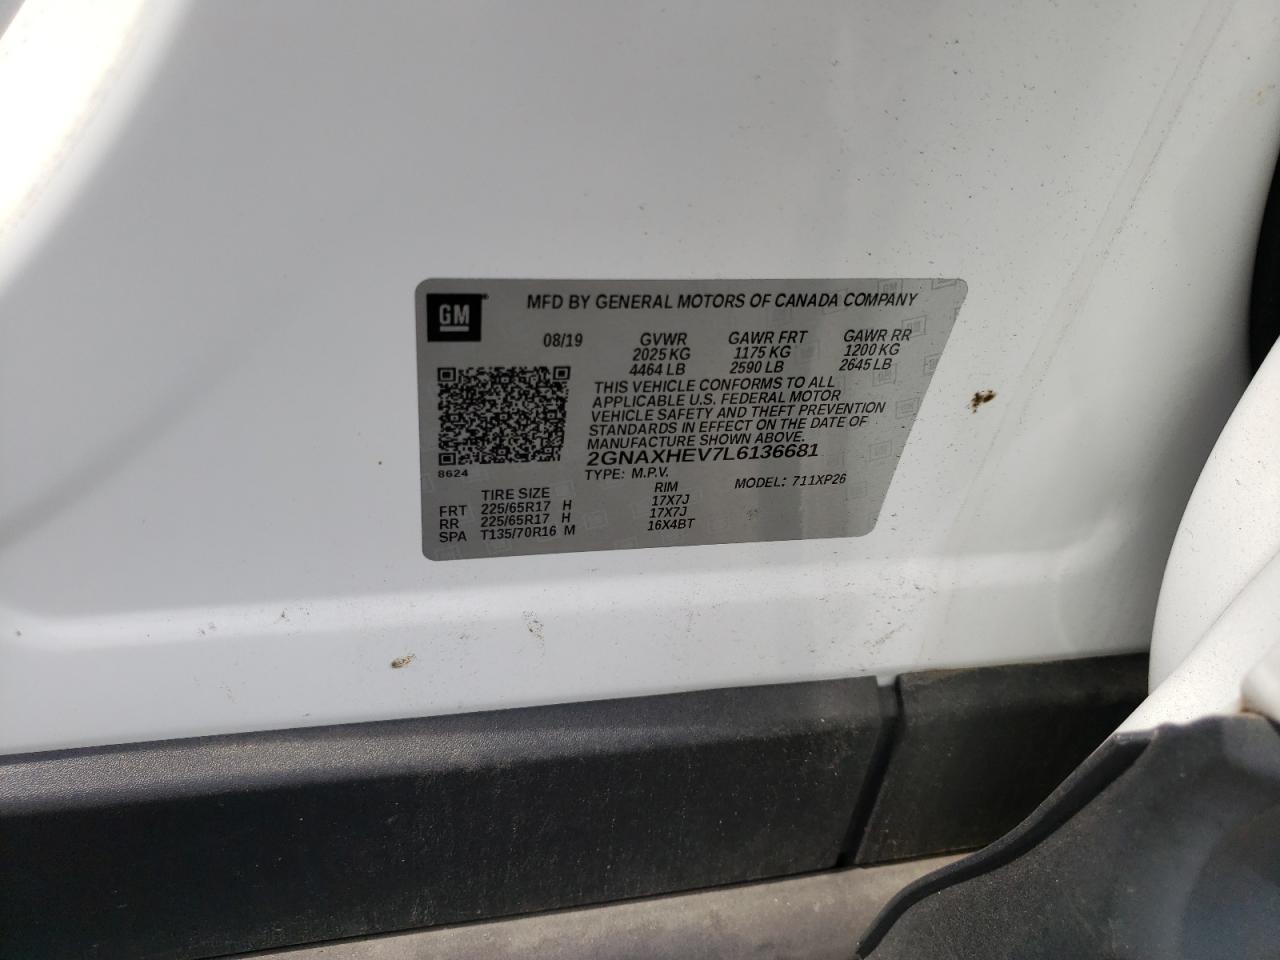 GM
MFD BY GENERAL MOTORS OF CANADA COMPANY
08/19 GVWR GAWR FRT GAWR RR
2025 KG 1175 KG 1200 KG
4464 LB 2590 LB 2645 LB
THIS VEHICLE CONFORMS TO ALL
APPLICABLE U.S. FEDERAL MOTOR
VEHICLE SAFETY AND THEFT PREVENTION
STANDARDS IN EFFECT ON THE DATE OF
MANUFACTURE SHOWN ABOVE.
2GNAXHEV7L6136681
8624
TYPE: M.P.V. MODEL: 711XP26
TIRE SIZE RIM
FRT 225/65R17 H 17X7J
RR 225/65R17 H 17X7J
SPA T135/70R16 M 16X4BT